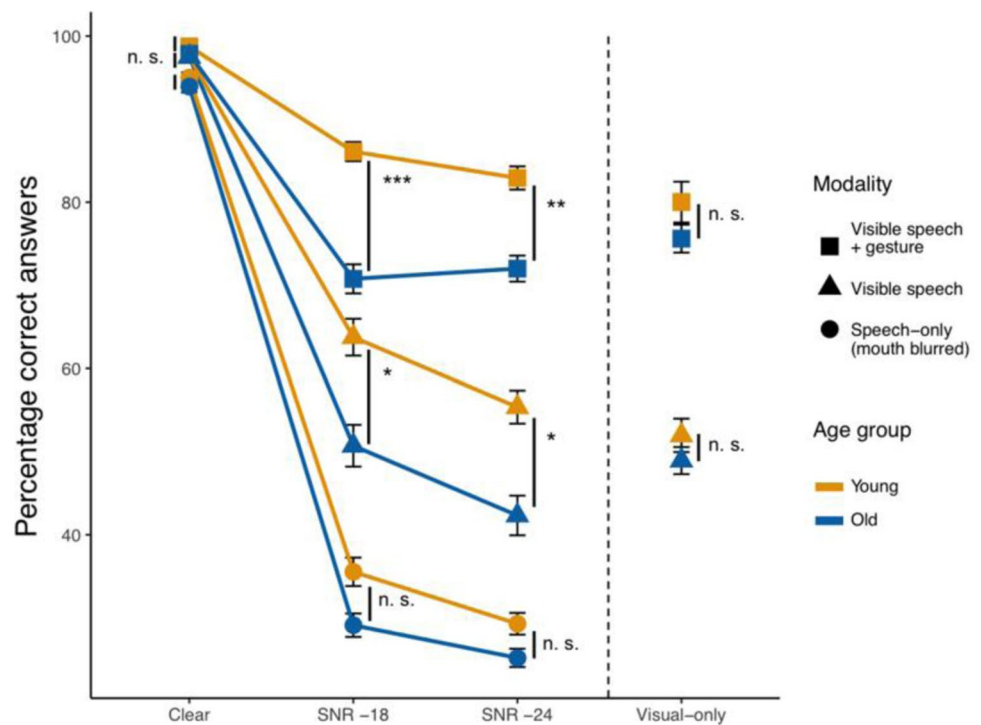 Percentage correct answers
100
80
60
40
n. s.
***
**
*
*
n. s.
n. s.
n. s.
n. s.
Clear
SNR −18
SNR −24
Visual−only
Modality
Visible speech
+ gesture
Visible speech
Speech−only
(mouth blurred)
Age group
Young
Old